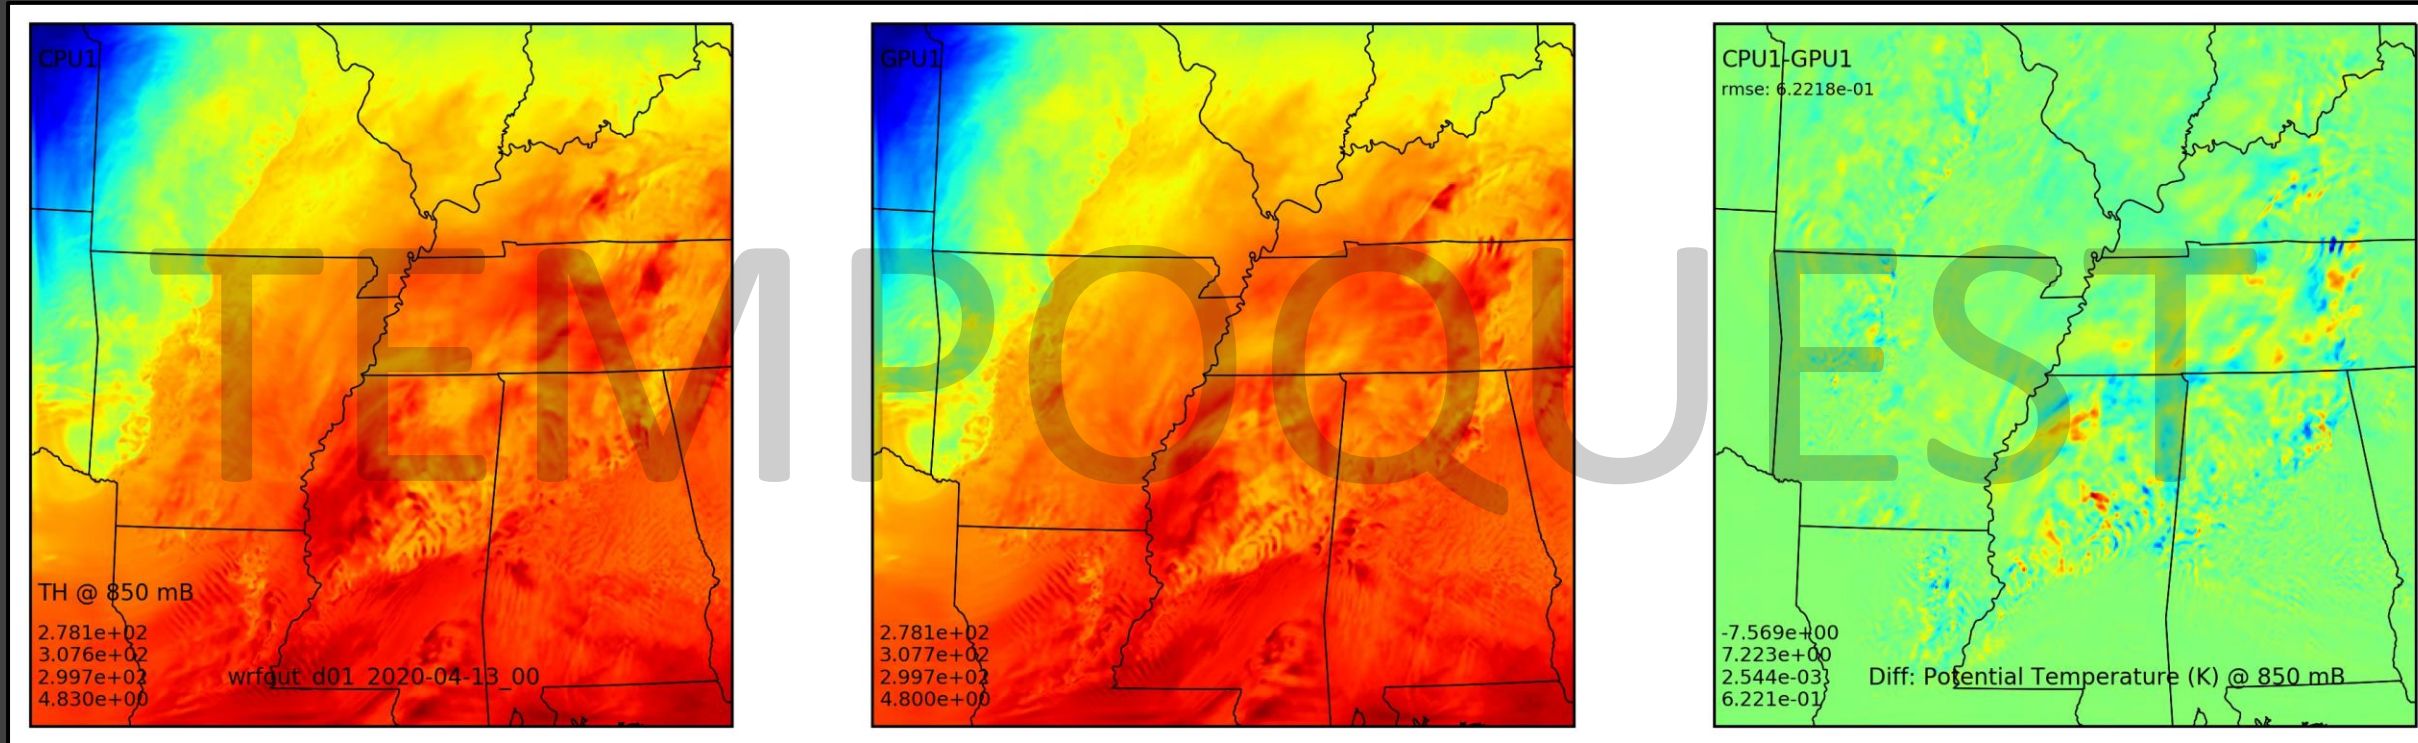 CPU1
TH @ 850 mB
2.781e+02
3.076e+02
2.997e+02
4.830e+00
wrfout_d01_2020-04-13_00
GPU1
2.781e+02
3.077e+02
2.997e+02
4.800e+00
CPU1-GPU1
rmse: 6.2218e-01
-7.569e+00
7.223e+00
2.544e-03
6.221e-01
Diff: Potential Temperature (K) @ 850 mB
TEMPOQUEST